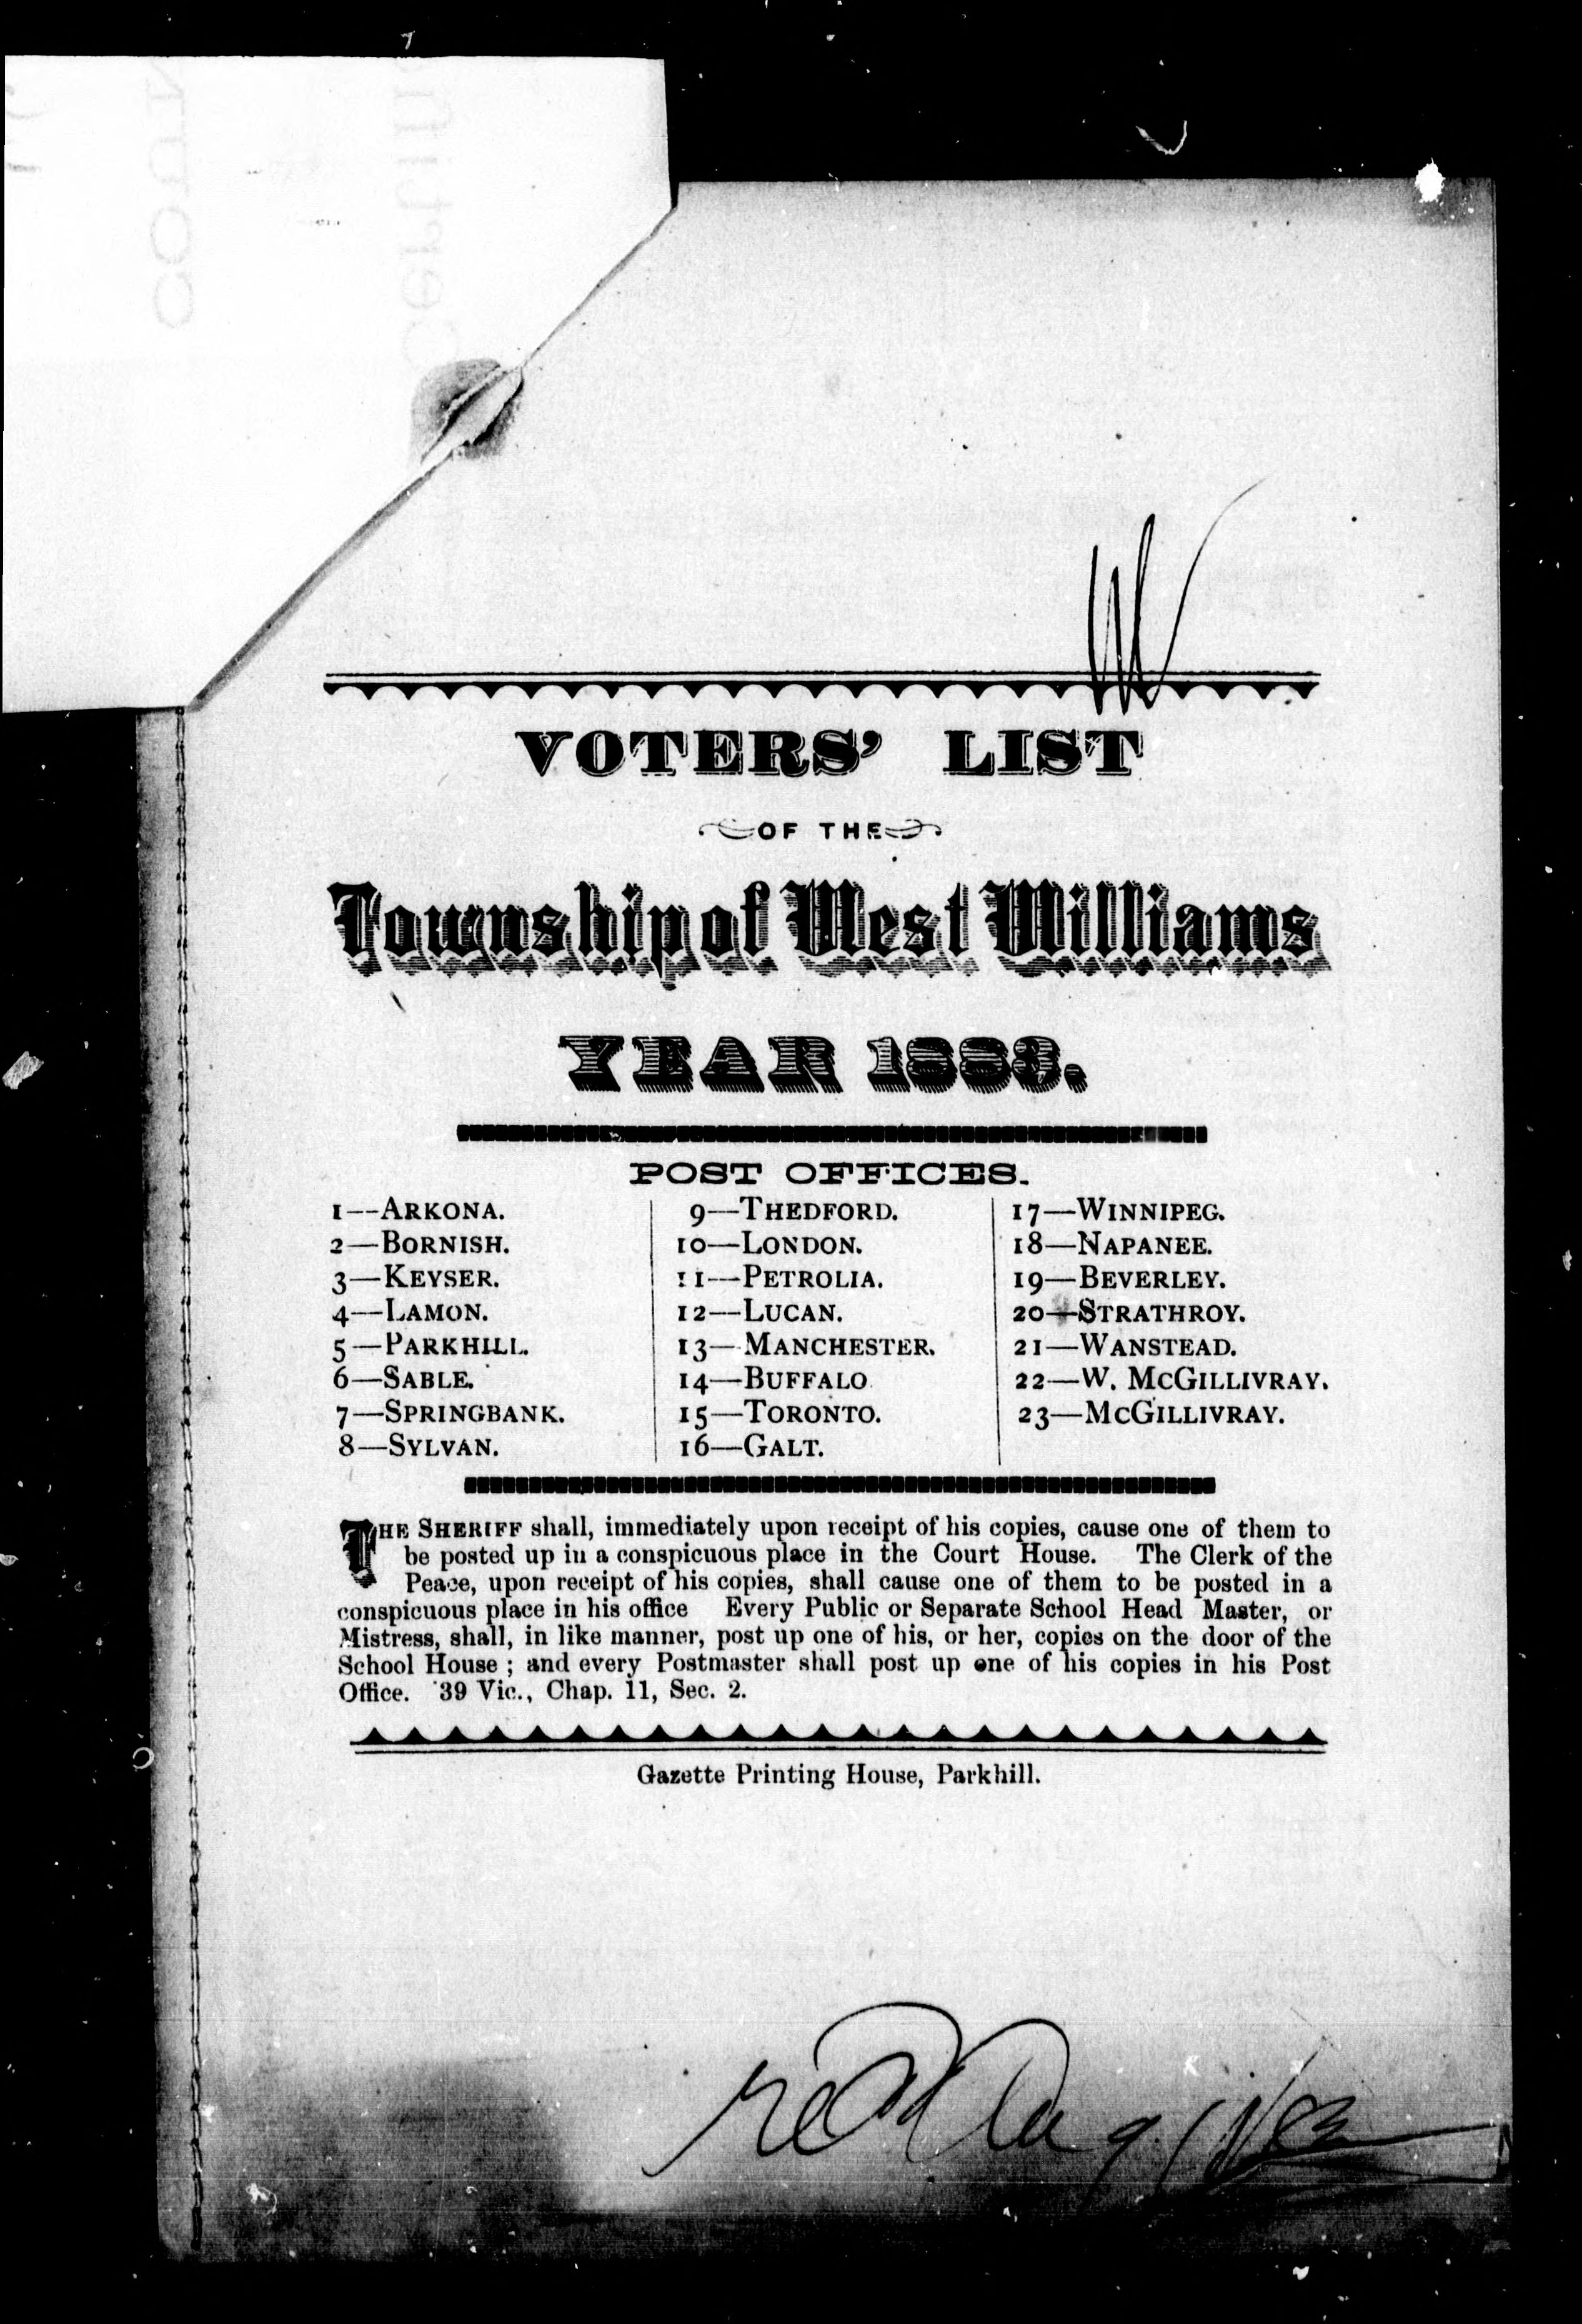 VOTERS' LIST
OF THE
Township of West Williams
YEAR 1883.
POST OFFICES.
1—ARKONA.
2—BORNISH.
3—KEYSER.
4—LAMON.
5—PARKHILL.
6—SABLE.
7—SPRINGBANK.
8—SYLVAN.
9—THEDFORD.
10—LONDON.
11—PETROLIA.
12—LUCAN.
13—MANCHESTER.
14—BUFFALO
15—TORONTO.
16—GALT.
17—WINNIPEG.
18—NAPANEE.
19—BEVERLEY.
20—STRATHROY.
21—WANSTEAD.
22—W. McGILLIVRAY.
23—McGILLIVRAY.
THE SHERIFF shall, immediately upon receipt of his copies, cause one of them to
be posted up in a conspicuous place in the Court House. The Clerk of the
Peace, upon receipt of his copies, shall cause one of them to be posted in a
conspicuous place in his office Every Public or Separate School Head Master, or
Mistress, shall, in like manner, post up one of his, or her, copies on the door of the
School House ; and every Postmaster shall post up one of his copies in his Post
Office. 39 Vic., Chap. 11, Sec. 2.
Gazette Printing House, Parkhill.